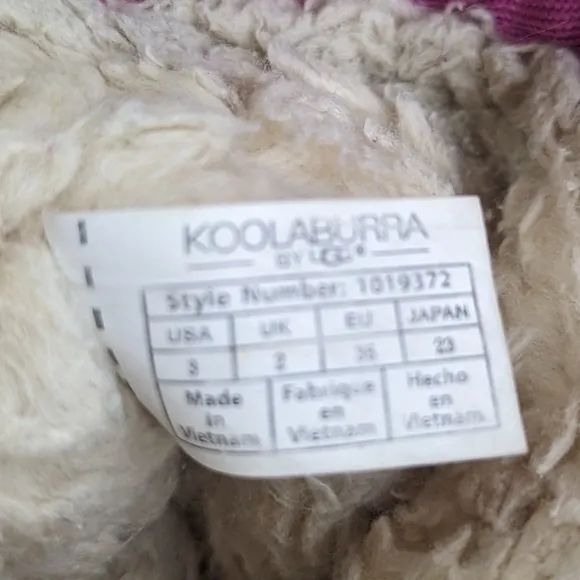 KOOLABURRA
BY UGG®
Style Number: 1019372
USA UK EU JAPAN
3 2 35 23
Made Fabrique Hecho
in en en
Vietnam Vietnam Vietnam